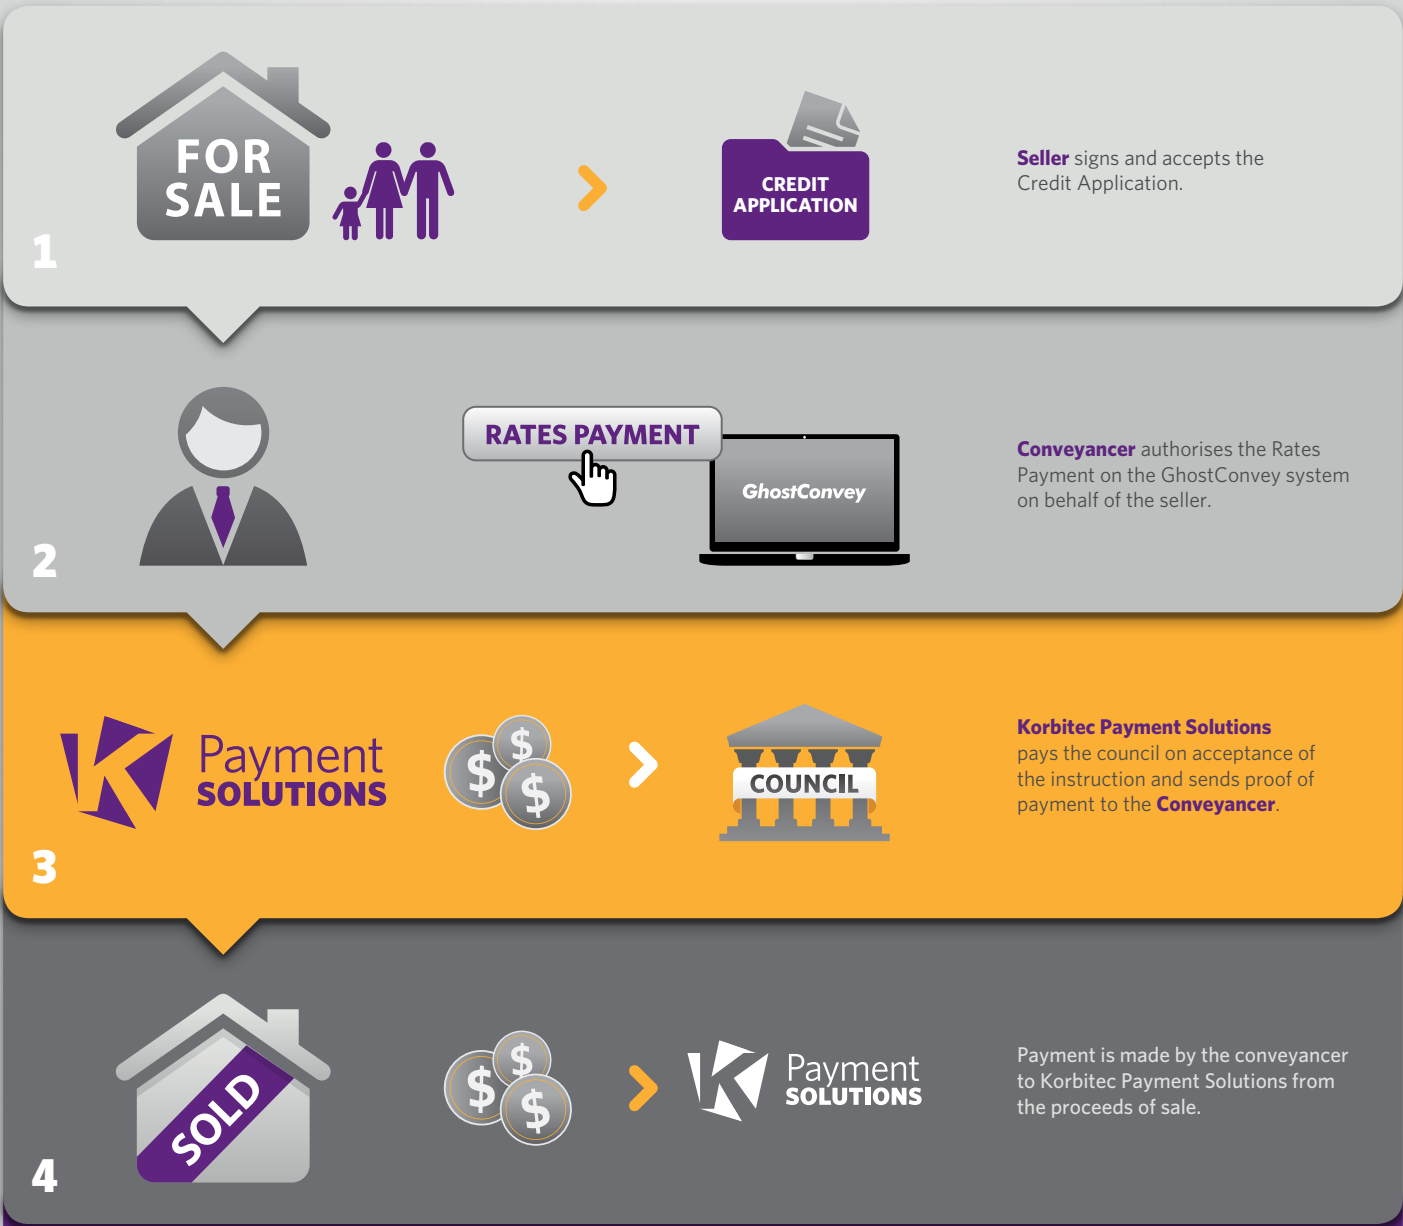 FOR
SALE
CREDIT
APPLICATION
Seller signs and accepts the
Credit Application.
1
RATES PAYMENT
GhostConvey
Conveyancer authorises the Rates
Payment on the GhostConvey system
on behalf of the seller.
2
K Payment
SOLUTIONS
$
$
$
COUNCIL
Korbitec Payment Solutions
pays the council on acceptance of
the instruction and sends proof of
payment to the Conveyancer.
3
SOLD
$
$
$
K Payment
SOLUTIONS
Payment is made by the conveyancer
to Korbitec Payment Solutions from
the proceeds of sale.
4